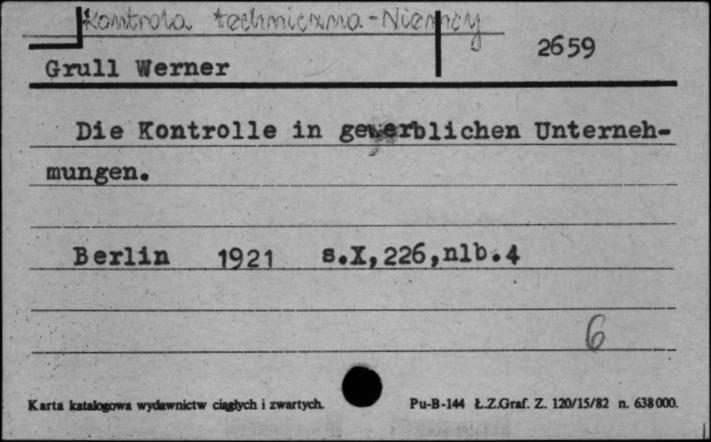 Kontrola techniczna-Niemcy
2659
Grull Werner
Die Kontrolle in gewerblichen Unterneh-
mungen.
Berlin 1921 s.X,226,nlb.4
6
Karta katalogowa wydawnictw ciągłych i zwartych. Pu-B-144 Ł.Z.Graf. Z. 120/15/82 n. 638000.